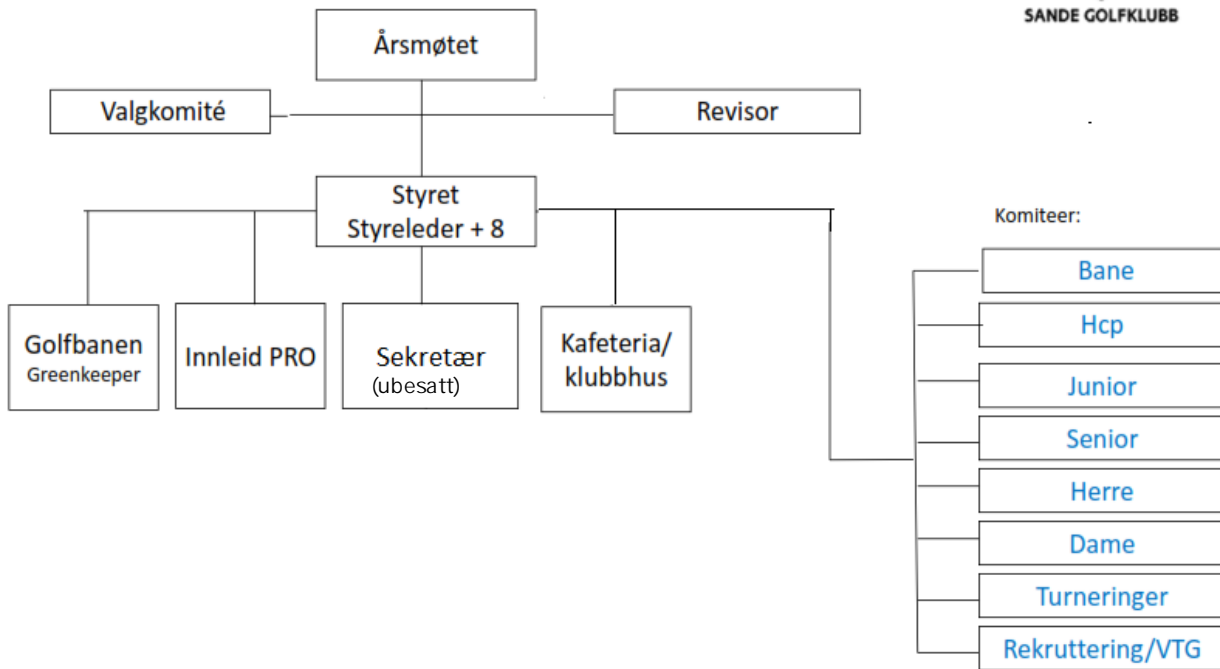 SANDE GOLFKLUBB
Årsmøtet
Valgkomité
Revisor
Styret
Styreleder + 8
Komiteer:
Golfbanen
Greenkeeper
Innleid PRO
Sekretær
(ubesatt)
Kafeteria/
klubbhus
Bane
Hcp
Junior
Senior
Herre
Dame
Turneringer
Rekruttering/VTG